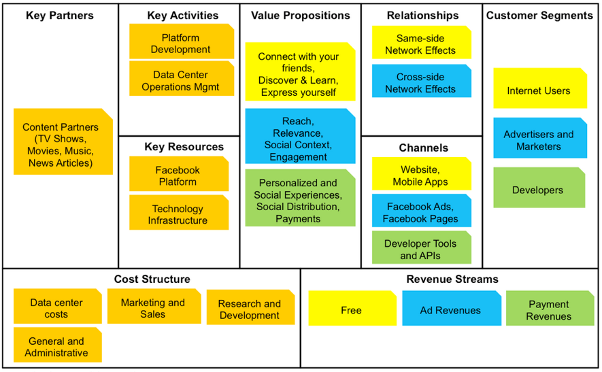 Key Partners
Content Partners
(TV Shows,
Movies, Music,
News Articles)
Key Activities
Platform
Development
Data Center
Operations Mgmt
Key Resources
Facebook
Platform
Technology
Infrastructure
Value Propositions
Connect with your
friends,
Discover & Learn,
Express yourself
Reach,
Relevance,
Social Context,
Engagement
Personalized and
Social Experiences,
Social Distribution,
Payments
Relationships
Same-side
Network Effects
Cross-side
Network Effects
Channels
Website,
Mobile Apps
Facebook Ads,
Facebook Pages
Developer Tools
and APIs
Customer Segments
Internet Users
Advertisers and
Marketers
Developers
Cost Structure
Data center
costs
Marketing and
Sales
Research and
Development
General and
Administrative
Revenue Streams
Free
Ad Revenues
Payment
Revenues